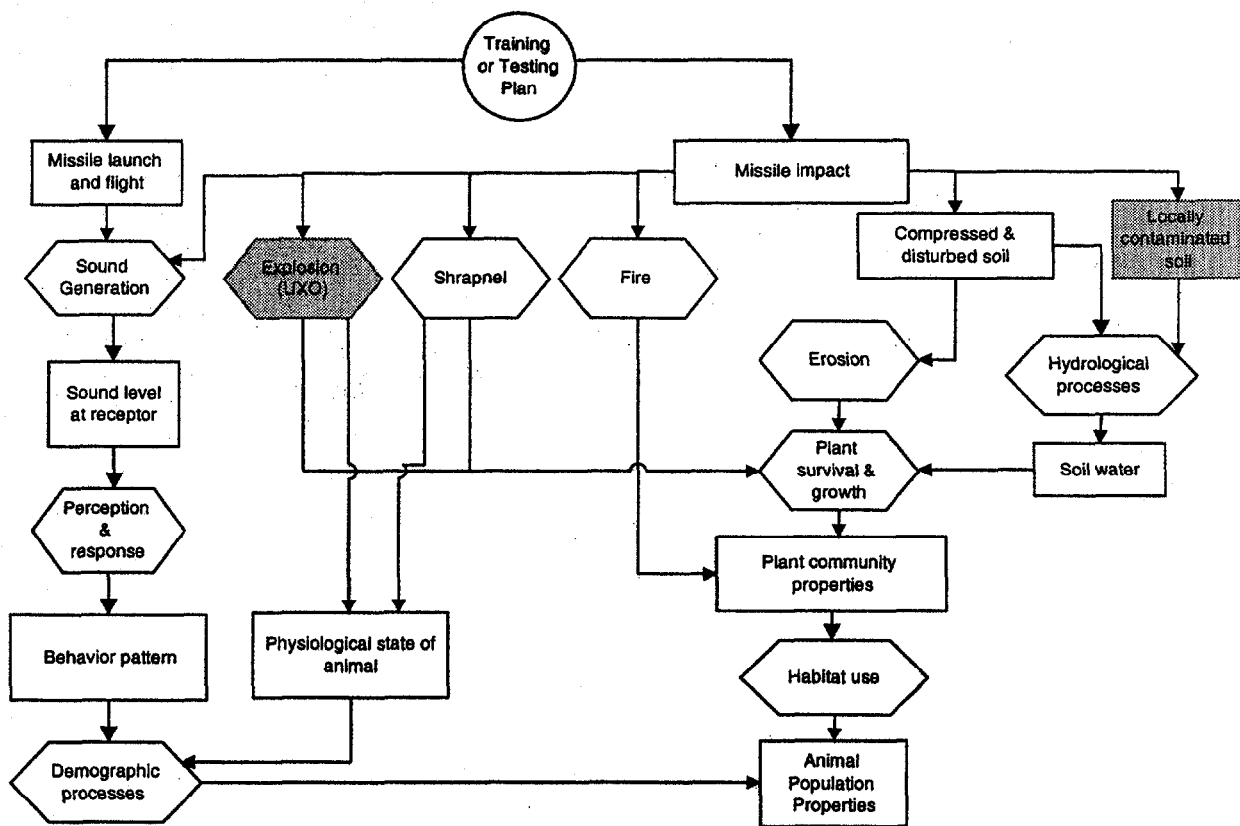 Training
or Testing
Plan
Missile launch
and flight
Missile impact
Sound
Generation
Explosion
(UXO)
Shrapnel
Fire
Compressed &
disturbed soil
Locally
contaminated
soil
Sound level
at receptor
Erosion
Hydrological
processes
Plant
survival &
growth
Soil water
Perception
&
response
Plant community
properties
Behavior pattern
Physiological state of
animal
Habitat use
Demographic
processes
Animal
Population
Properties